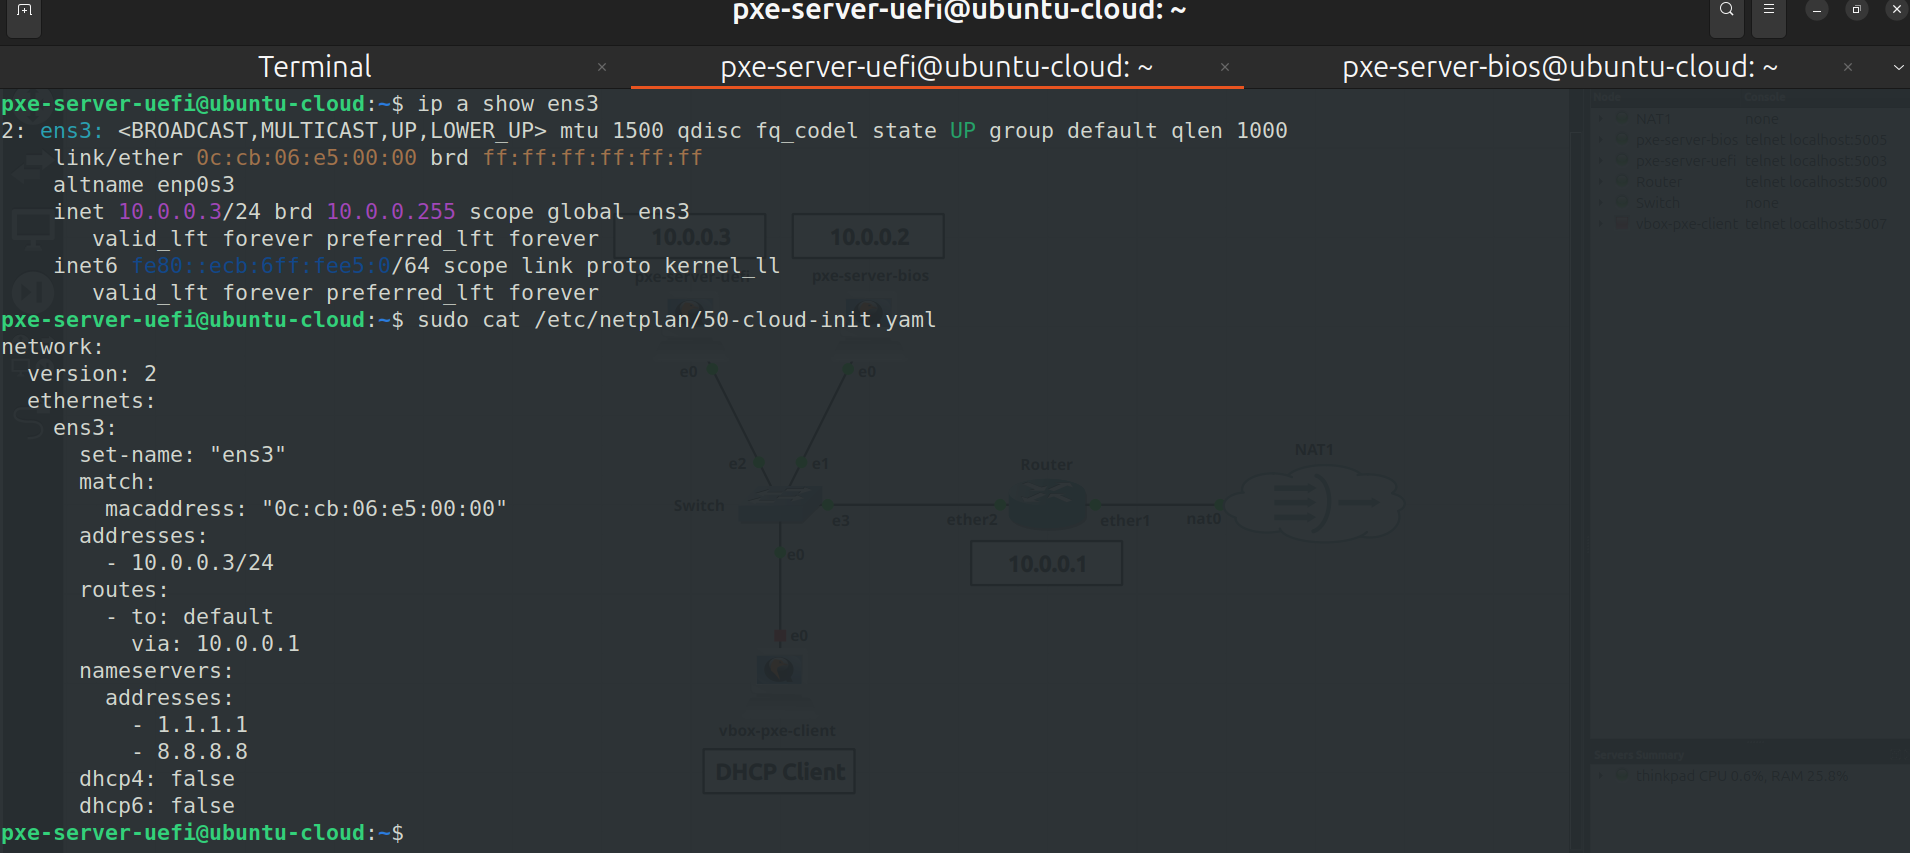 pxe-server-uefi@ubuntu-cloud: ~
Terminal
pxe-server-uefi@ubuntu-cloud: ~
pxe-server-bios@ubuntu-cloud: ~
pxe-server-uefi@ubuntu-cloud:~$ ip a show ens3
2: ens3: <BROADCAST,MULTICAST,UP,LOWER_UP> mtu 1500 qdisc fq_codel state UP group default qlen 1000
link/ether 0c:cb:06:e5:00:00 brd ff:ff:ff:ff:ff:ff
altname enp0s3
inet 10.0.0.3/24 brd 10.0.0.255 scope global ens3
valid_lft forever preferred_lft forever
inet6 fe80::ecb:6ff:fee5:0/64 scope link proto kernel_ll
valid_lft forever preferred_lft forever
pxe-server-uefi@ubuntu-cloud:~$ sudo cat /etc/netplan/50-cloud-init.yaml
network:
version: 2
ethernets:
ens3:
set-name: "ens3"
match:
macaddress: "0c:cb:06:e5:00:00"
addresses:
- 10.0.0.3/24
routes:
- to: default
via: 10.0.0.1
nameservers:
addresses:
- 1.1.1.1
- 8.8.8.8
dhcp4: false
dhcp6: false
pxe-server-uefi@ubuntu-cloud:~$
10.0.0.3
10.0.0.2
pxe-server-uefi
pxe-server-bios
e0
e0
e2
e1
Switch
e3
ether2
Router
ether1
nat0
NAT1
10.0.0.1
e0
e0
vbox-pxe-client
DHCP Client
Node
Console
NAT1 none
pxe-server-bios telnet localhost:5005
pxe-server-uefi telnet localhost:5003
Router telnet localhost:5000
Switch none
vbox-pxe-client telnet localhost:5007
Servers Summary
thinkpad CPU 0.6%, RAM 25.8%